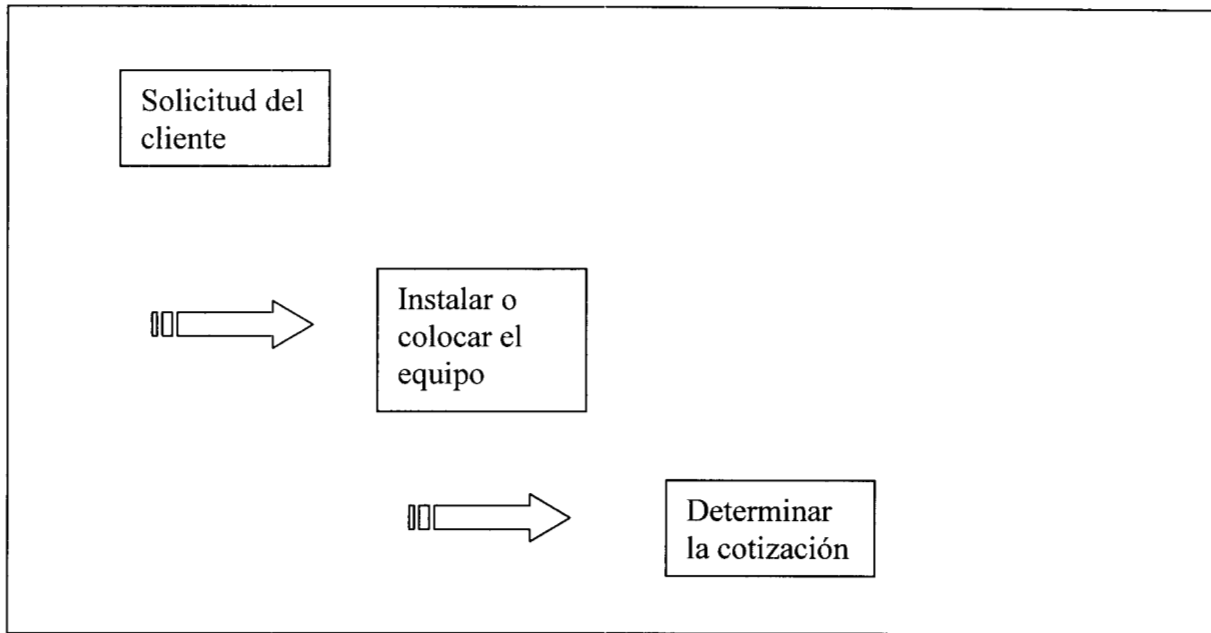 Solicitud del
cliente
Instalar o
colocar el
equipo
Determinar
la cotización